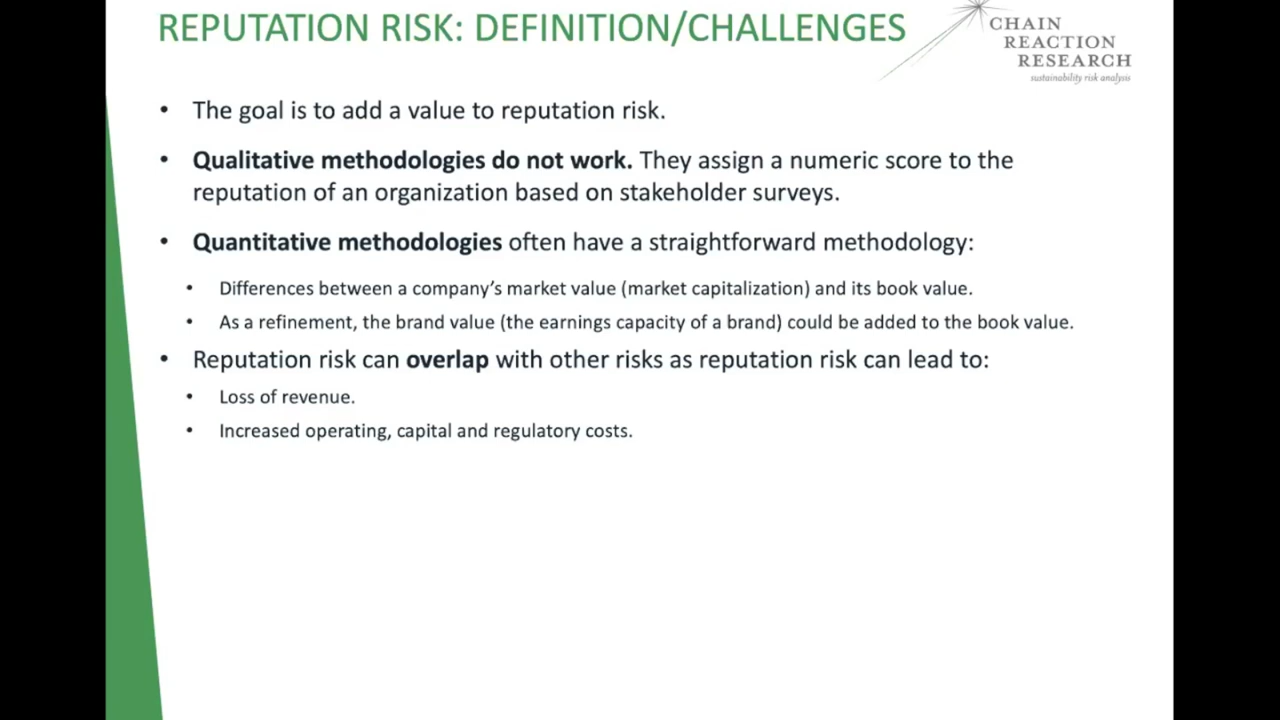 REPUTATION RISK: DEFINITION/CHALLENGES
CHAIN
REACTION
RESEARCH
sustainability risk analysis
• The goal is to add a value to reputation risk.
• Qualitative methodologies do not work. They assign a numeric score to the
reputation of an organization based on stakeholder surveys.
• Quantitative methodologies often have a straightforward methodology:
• Differences between a company’s market value (market capitalization) and its book value.
• As a refinement, the brand value (the earnings capacity of a brand) could be added to the book value.
• Reputation risk can overlap with other risks as reputation risk can lead to:
• Loss of revenue.
• Increased operating, capital and regulatory costs.